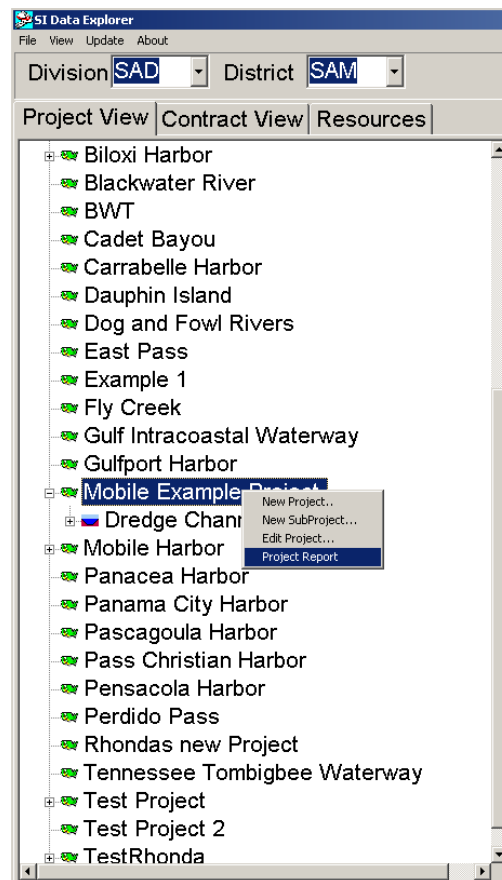 SI Data Explorer
File View Update About
Division SAD District SAM
Project View Contract View Resources
Biloxi Harbor
Blackwater River
BWT
Cadet Bayou
Carrabelle Harbor
Dauphin Island
Dog and Fowl Rivers
East Pass
Example 1
Fly Creek
Gulf Intracoastal Waterway
Gulfport Harbor
Mobile Example Project
New Project..
New SubProject...
Dredge Chann
Edit Project...
Mobile Harbor
Project Report
Panacea Harbor
Panama City Harbor
Pascagoula Harbor
Pass Christian Harbor
Pensacola Harbor
Perdido Pass
Rhondas new Project
Tennessee Tombigbee Waterway
Test Project
Test Project 2
TestRhonda